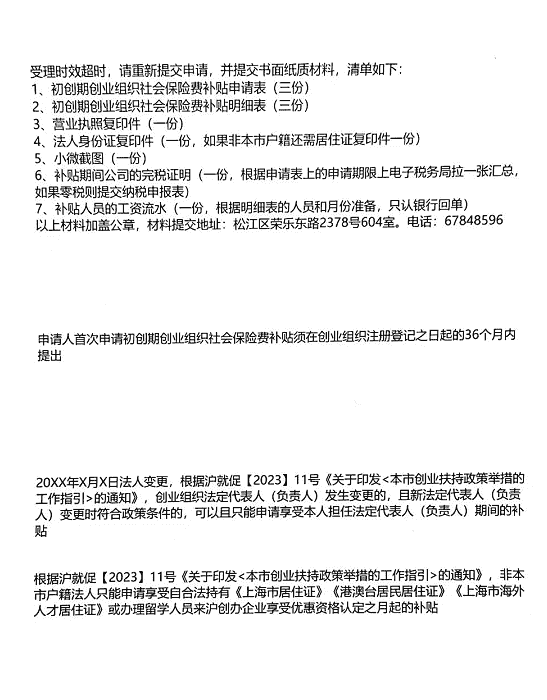 受理时效超时，请重新提交申请，并提交书面纸质材料，清单如下：
1、初创期创业组织社会保险费补贴申请表（三份）
2、初创期创业组织社会保险费补贴明细表（三份）
3、营业执照复印件（一份）
4、法人身份证复印件（一份，如果非本市户籍还需居住证复印件一份）
5、小微截图（一份）
6、补贴期间公司的完税证明（一份，根据申请表上的申请期限上电子税务局拉一张汇总，
如果零税则提交纳税申报表）
7、补贴人员的工资流水（一份，根据明细表的人员和月份准备，只认银行回单）
以上材料加盖公章，材料提交地址：松江区荣乐东路2378号604室。电话：67848596
申请人首次申请初创期创业组织社会保险费补贴须在创业组织注册登记之日起的36个月内
提出
20XX年X月X日法人变更，根据沪就促【2023】11号《关于印发<本市创业扶持政策举措的
工作指引>的通知》，创业组织法定代表人（负责人）发生变更的，且新法定代表人（负责
人）变更时符合政策条件的，可以且只能申请享受本人担任法定代表人（负责人）期间的补
贴
根据沪就促【2023】11号《关于印发<本市创业扶持政策举措的工作指引>的通知》，非本
市户籍法人只能申请享受自合法持有《上海市居住证》《港澳台居民居住证》《上海市海外
人才居住证》或办理留学人员来沪创办企业享受优惠资格认定之月起的补贴